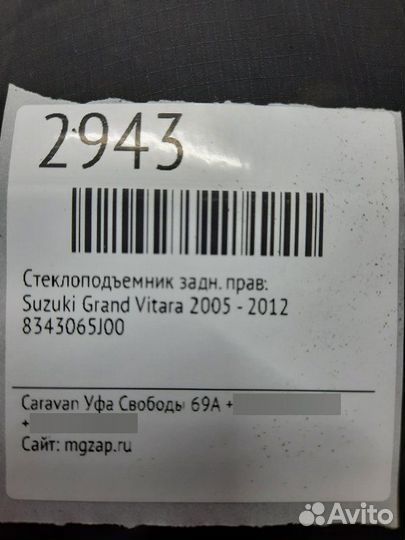 2943
Стеклоподъемник задн. прав.
Suzuki Grand Vitara 2005 - 2012
8343065J00
Caravan Уфа Свободы 69А +
+
Сайт: mgzap.ru
Avito